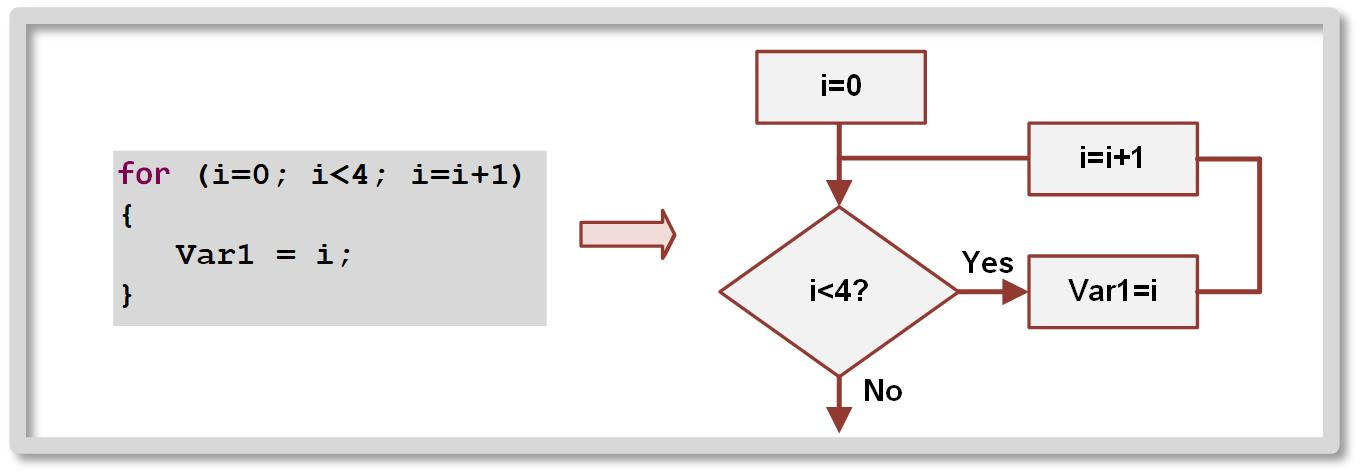 for (i=0; i<4; i=i+1)
{
Var1 = i;
}
i=0
i=i+1
i<4?
Yes
Var1=i
No